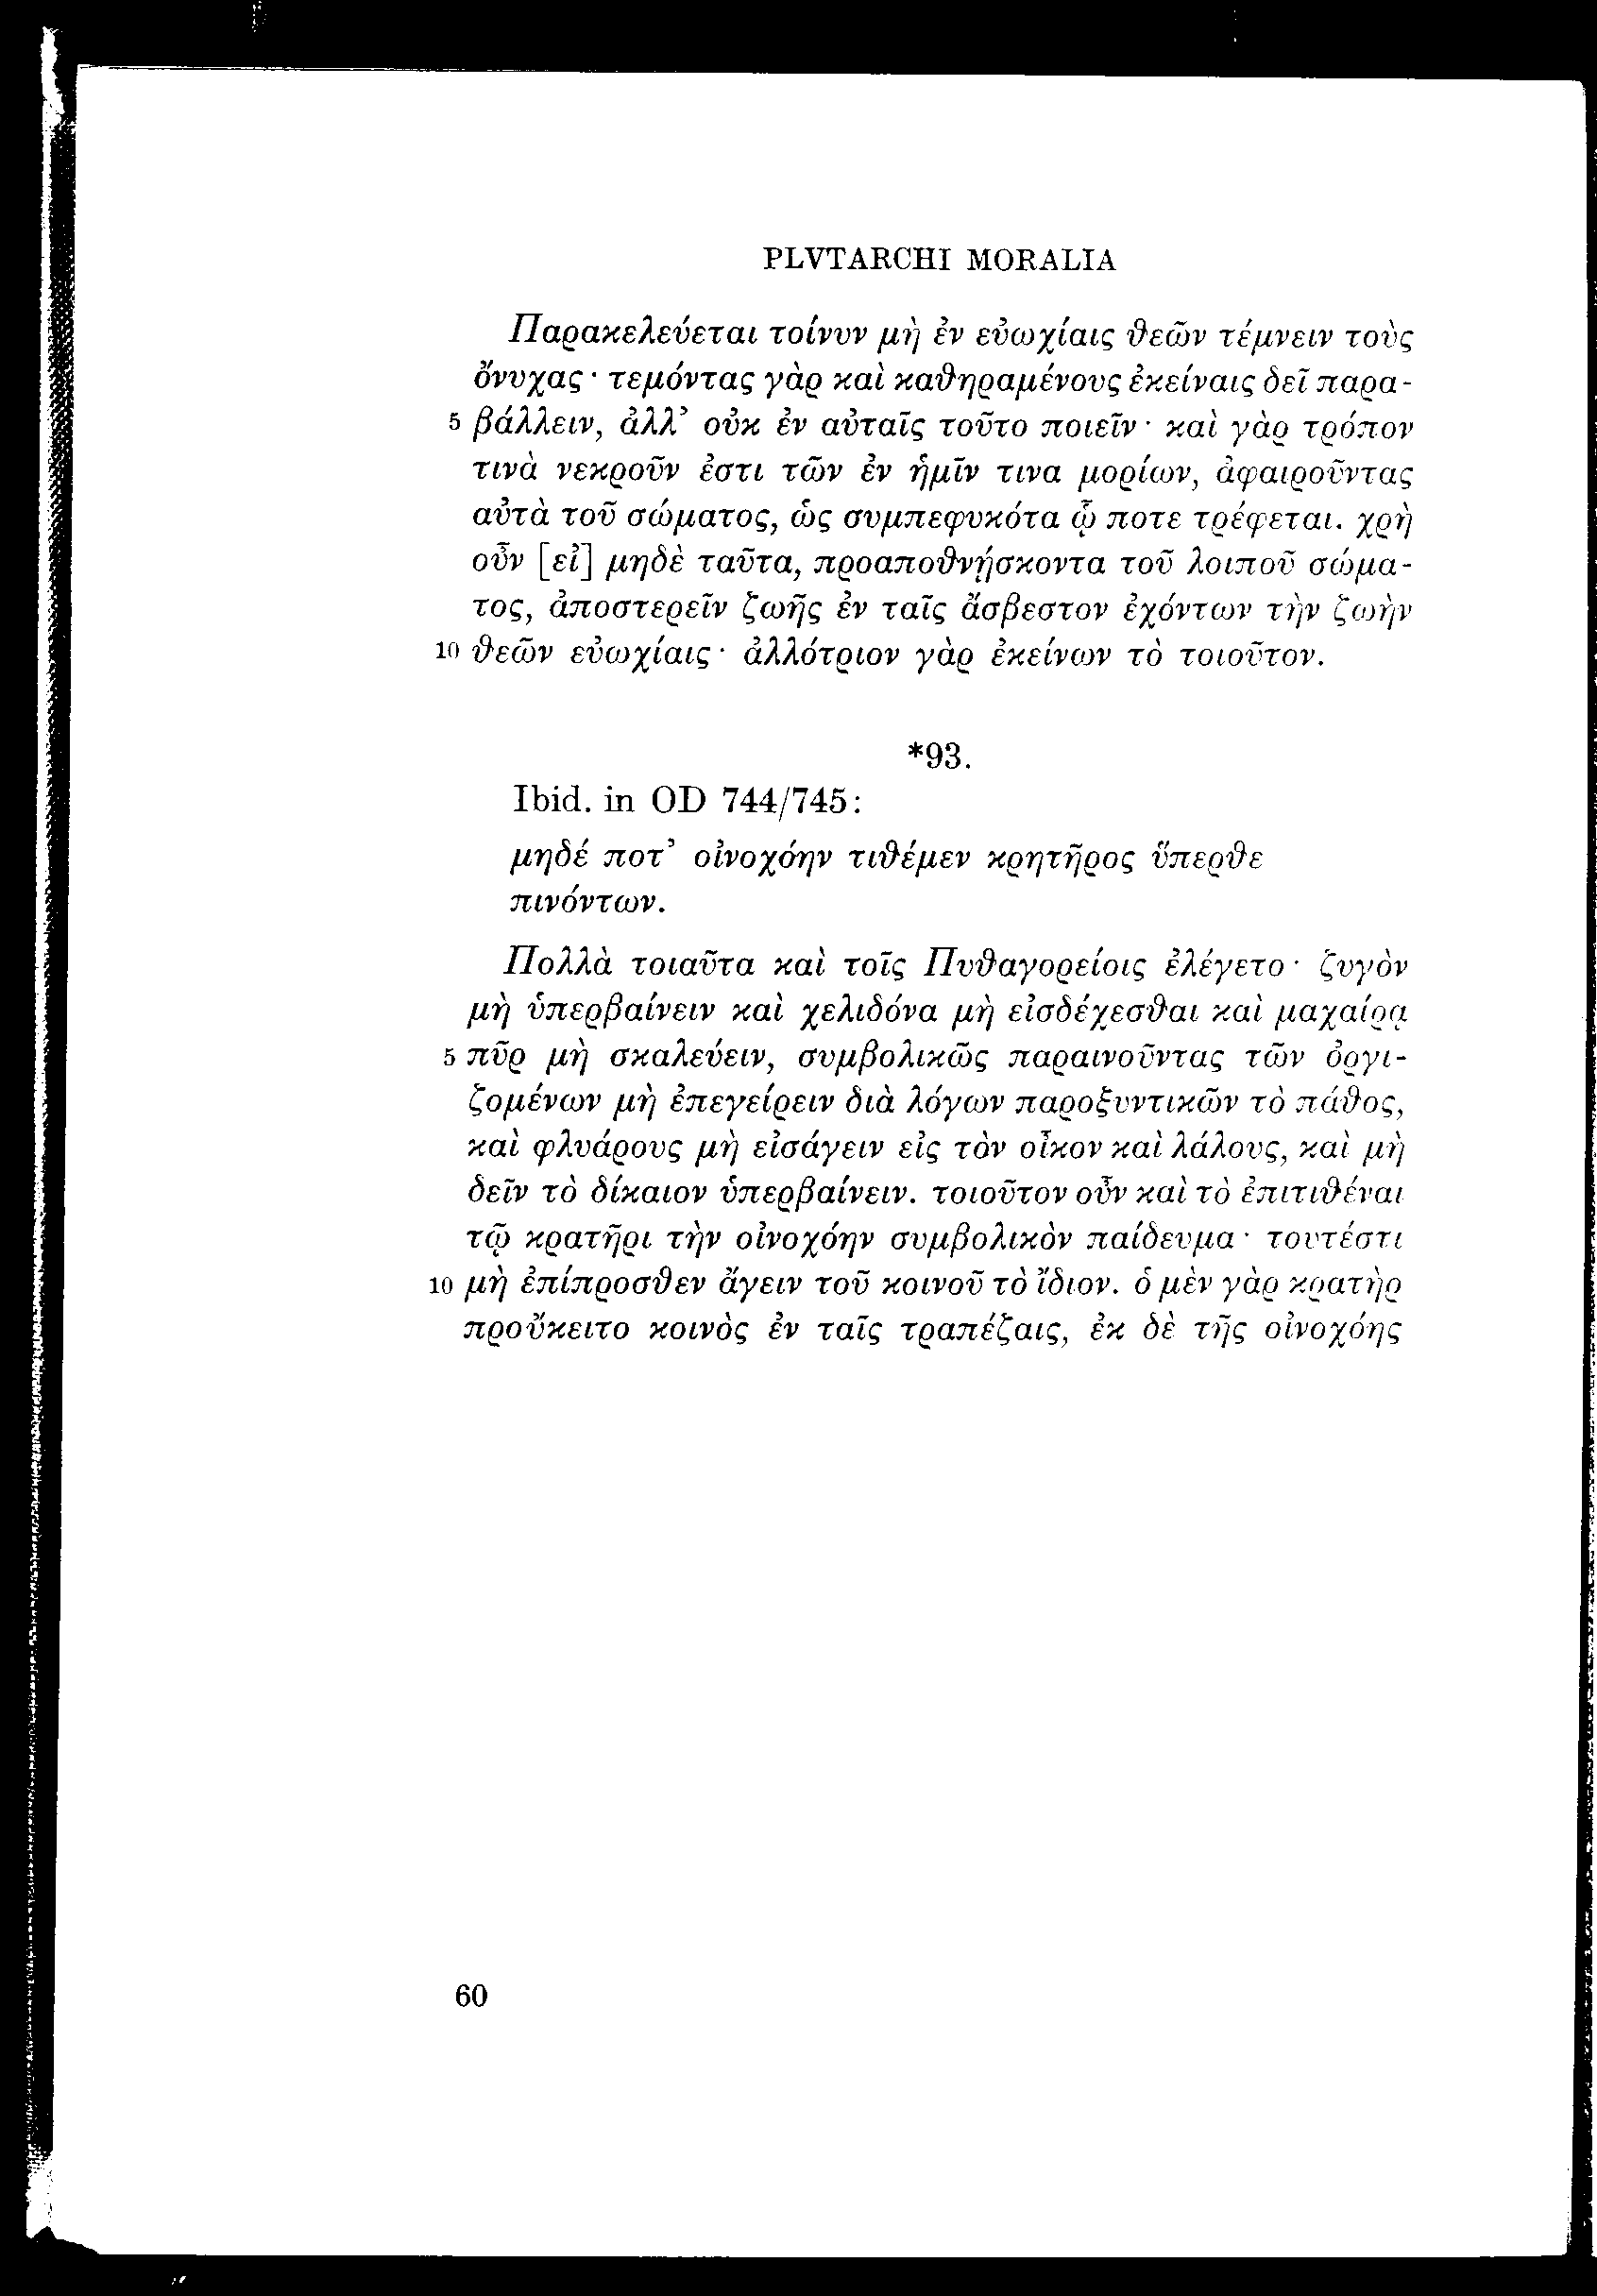 PLVTARCHI MORALIA
Παρακελεύεται τοίνυν μὴ ἐν εὐωχίαις ϑεῶν τέμνειν τοὺς
ὄνυχας· τεμόντας γὰρ καὶ καϑηραμένους ἐκείναις δεῖ παρα-
5 βάλλειν, ἀλλ’ οὐκ ἐν αὐταῖς τοῦτο ποιεῖν· καὶ γὰρ τρόπον
τινὰ νεκροῦν ἐστι τῶν ἐν ἡμῖν τινα μορίων, ἀφαιροῦντας
αὐτὰ τοῦ σώματος, ὡς συμπεφυκότα ᾧ ποτε τρέφεται. χρὴ
οὖν [εἰ] μηδὲ ταῦτα, προαποϑνῄσκοντα τοῦ λοιποῦ σώμα-
τος, ἀποστερεῖν ζωῆς ἐν ταῖς ἄσβεστον ἐχόντων τὴν ζωὴν
10 ϑεῶν εὐωχίαις· ἀλλότριον γὰρ ἐκείνων τὸ τοιοῦτον.
*93.
Ibid. in OD 744/745:
μηδέ ποτ’ οἰνοχόην τιϑέμεν κρητῆρος ὕπερϑε
πινόντων.
Πολλὰ τοιαῦτα καὶ τοῖς Πυϑαγορείοις ἐλέγετο· ζυγὸν
μὴ ὑπερβαίνειν καὶ χελιδόνα μὴ εἰσδέχεσϑαι καὶ μαχαίρᾳ
5 πῦρ μὴ σκαλεύειν, συμβολικῶς παραινοῦντας τῶν ὀργι-
ζομένων μὴ ἐπεγείρειν διὰ λόγων παροξυντικῶν τὸ πάϑος,
καὶ φλυάρους μὴ εἰσάγειν εἰς τὸν οἶκον καὶ λάλους, καὶ μὴ
δεῖν τὸ δίκαιον ὑπερβαίνειν. τοιοῦτον οὖν καὶ τὸ ἐπιτιϑέναι
τῷ κρατῆρι τὴν οἰνοχόην συμβολικὸν παίδευμα· τουτέστι
10 μὴ ἐπίπροσϑεν ἄγειν τοῦ κοινοῦ τὸ ἴδιον. ὁ μὲν γὰρ κρατὴρ
προὔκειτο κοινὸς ἐν ταῖς τραπέζαις, ἐκ δὲ τῆς οἰνοχόης
60